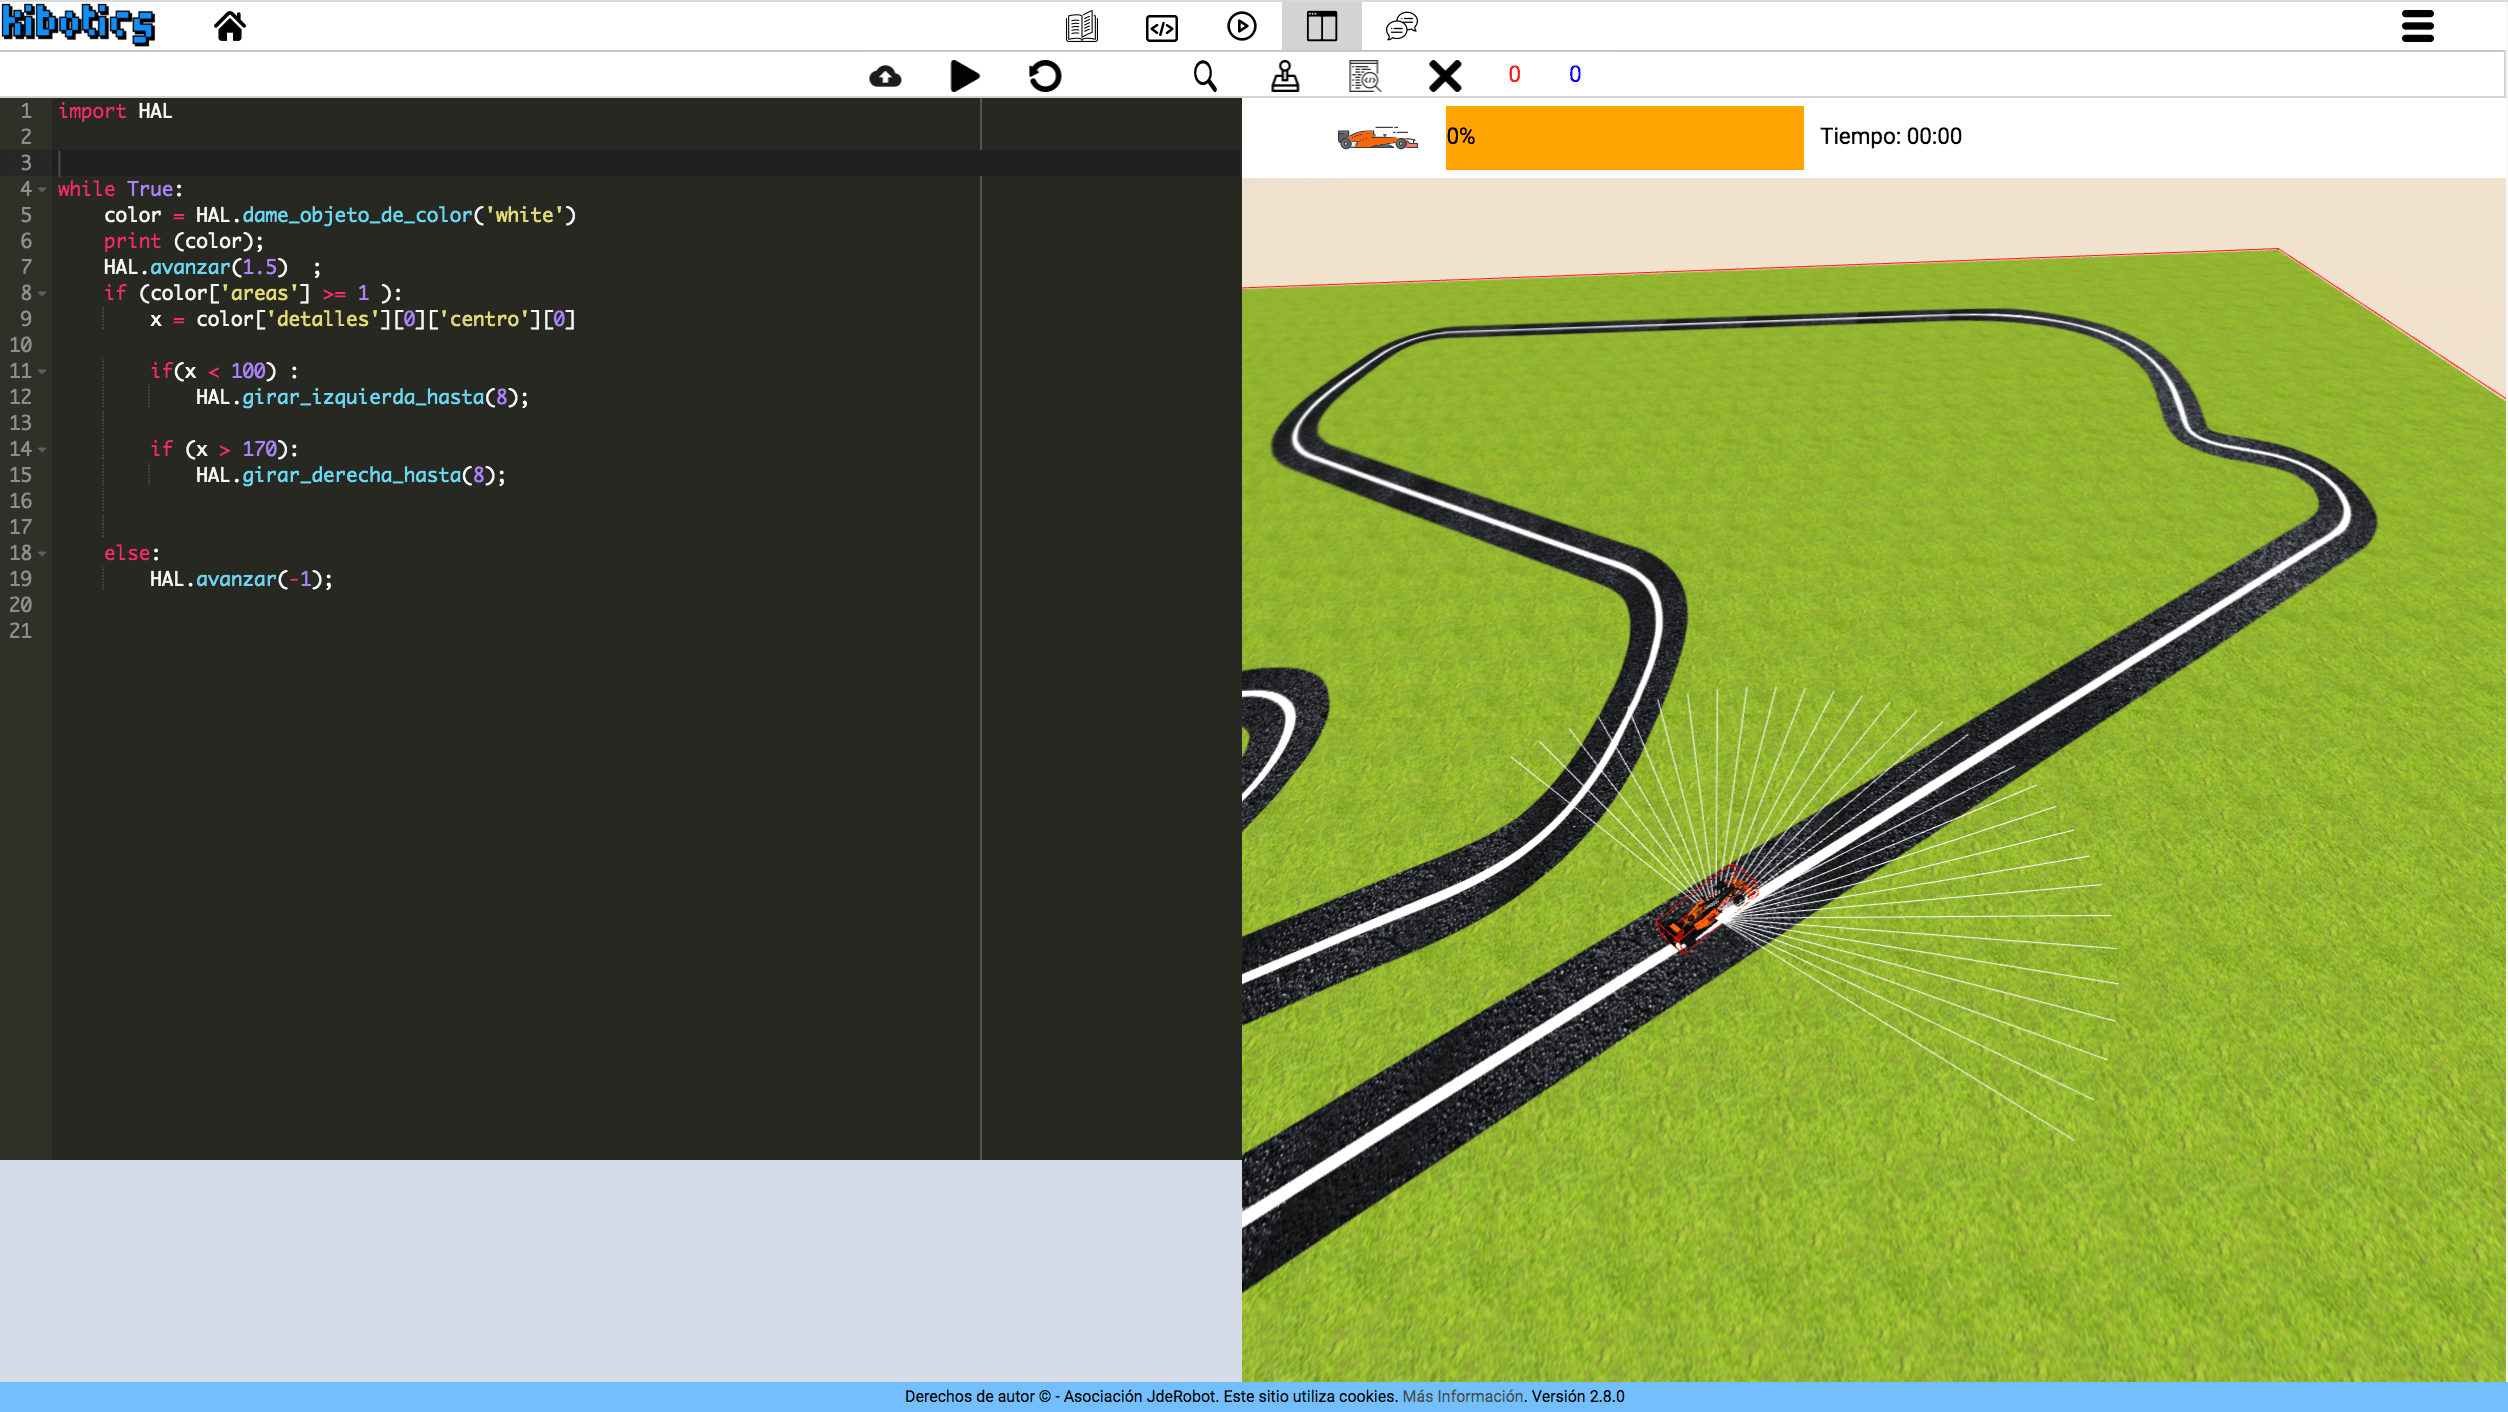 kibotics
0 0
1 import HAL
2
3
4 while True:
5     color = HAL.dame_objeto_de_color('white')
6     print (color);
7     HAL.avanzar(1.5)  ;
8     if (color['areas'] >= 1 ):
9         x = color['detalles'][0]['centro'][0]
10
11         if(x < 100) :
12             HAL.girar_izquierda_hasta(8);
13
14         if (x > 170):
15             HAL.girar_derecha_hasta(8);
16
17
18     else:
19         HAL.avanzar(-1);
20
21
0% Tiempo: 00:00
Derechos de autor © - Asociación JdeRobot. Este sitio utiliza cookies. Más Información. Versión 2.8.0